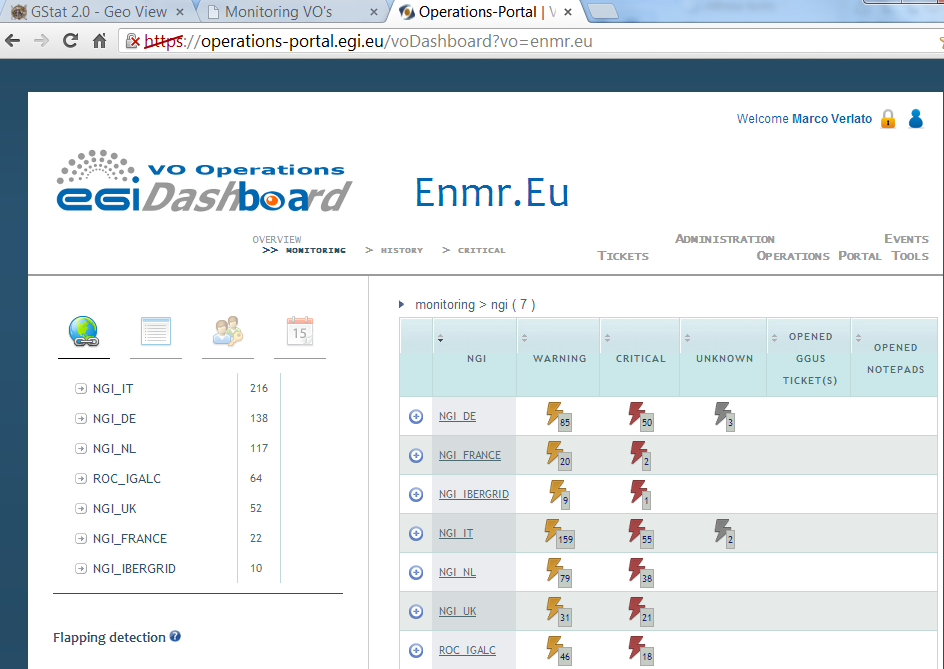 GStat 2.0 - Geo View × Monitoring VO's × Operations-Portal | V ×
https://operations-portal.egi.eu/voDashboard?vo=enmr.eu
Welcome Marco Verlato
VO Operations
egi Dashboard
Enmr.Eu
OVERVIEW
>> MONITORING > HISTORY > CRITICAL
ADMINISTRATION EVENTS
TICKETS OPERATIONS PORTAL TOOLS
15
NGI_IT 216
NGI_DE 138
NGI_NL 117
ROC_IGALC 64
NGI_UK 52
NGI_FRANCE 22
NGI_IBERGRID 10
Flapping detection ?
monitoring > ngi ( 7 )
NGI WARNING CRITICAL UNKNOWN OPENED GGUS TICKET(S) OPENED NOTEPADS
NGI_DE 85 50 3
NGI_FRANCE 20 2
NGI_IBERGRID 9 1
NGI_IT 159 55 2
NGI_NL 79 38
NGI_UK 31 21
ROC_IGALC 46 18